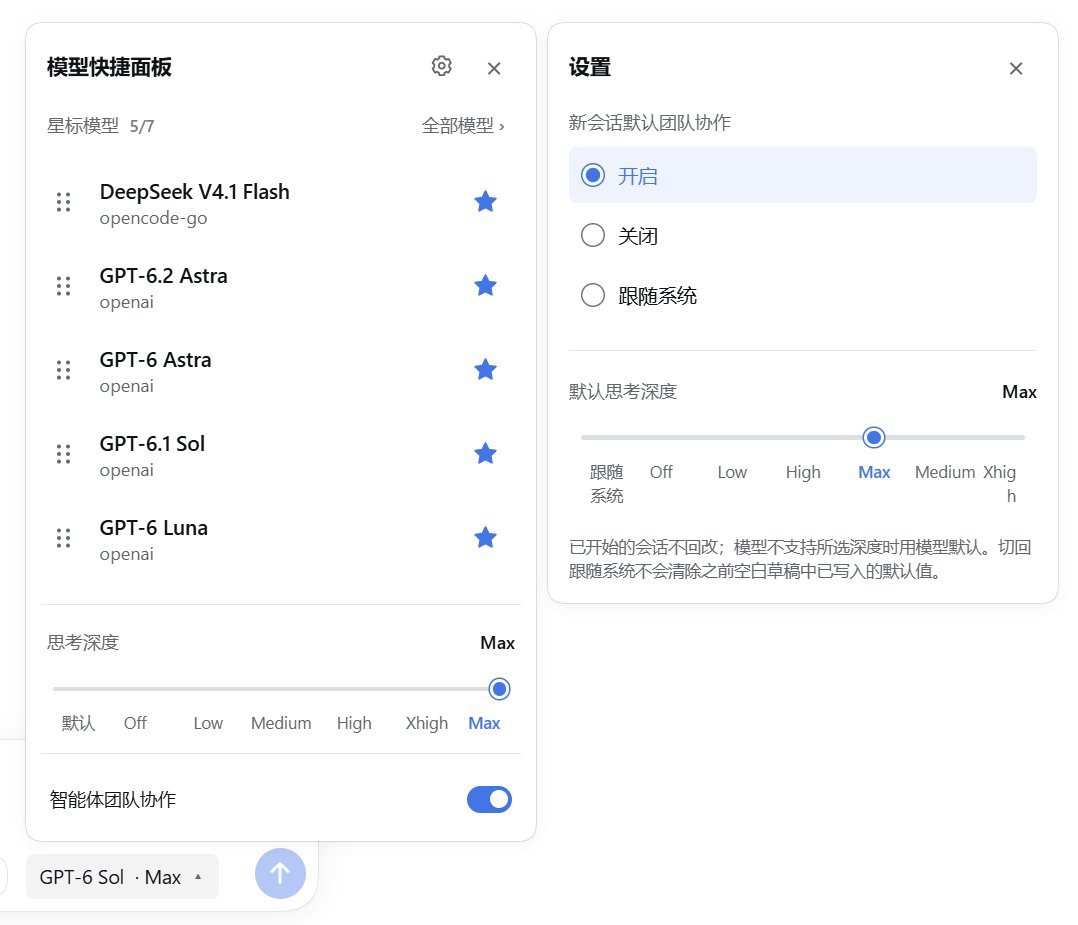 模型快捷面板
星标模型 5/7 全部模型 ›
DeepSeek V4.1 Flash
opencode-go
GPT-6.2 Astra
openai
GPT-6 Astra
openai
GPT-6.1 Sol
openai
GPT-6 Luna
openai
思考深度 Max
默认 Off Low Medium High Xhigh Max
智能体团队协作
GPT-6 Sol · Max
设置
新会话默认团队协作
开启
关闭
跟随系统
默认思考深度 Max
跟随 Off Low High Max Medium Xhig
系统 h
已开始的会话不回改；模型不支持所选深度时用模型默认。切回
跟随系统不会清除之前空白草稿中已写入的默认值。